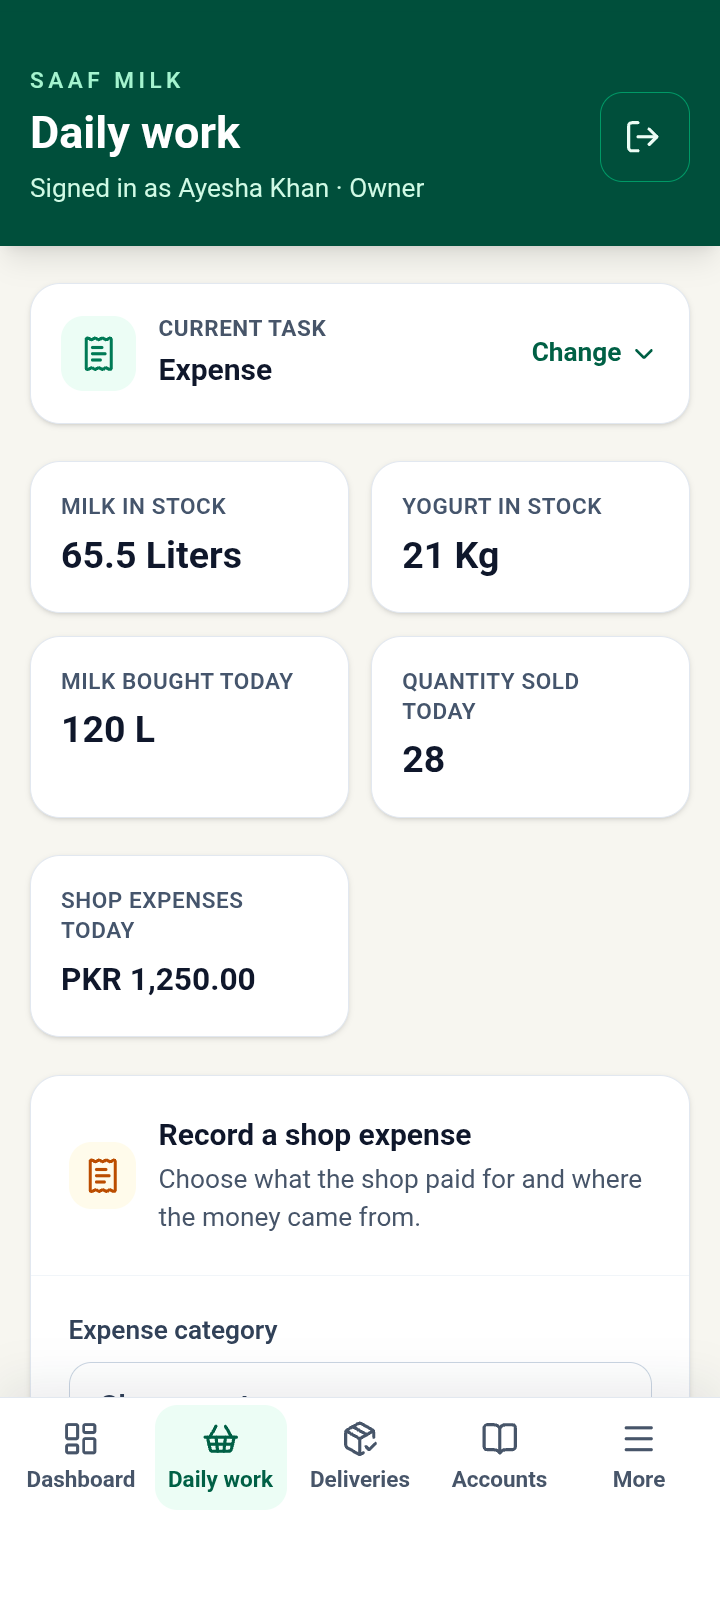 SAAF MILK
Daily work
Signed in as Ayesha Khan · Owner
CURRENT TASK
Expense
Change
MILK IN STOCK
65.5 Liters
YOGURT IN STOCK
21 Kg
MILK BOUGHT TODAY
120 L
QUANTITY SOLD
TODAY
28
SHOP EXPENSES
TODAY
PKR 1,250.00
Record a shop expense
Choose what the shop paid for and where
the money came from.
Expense category
Dashboard
Daily work
Deliveries
Accounts
More